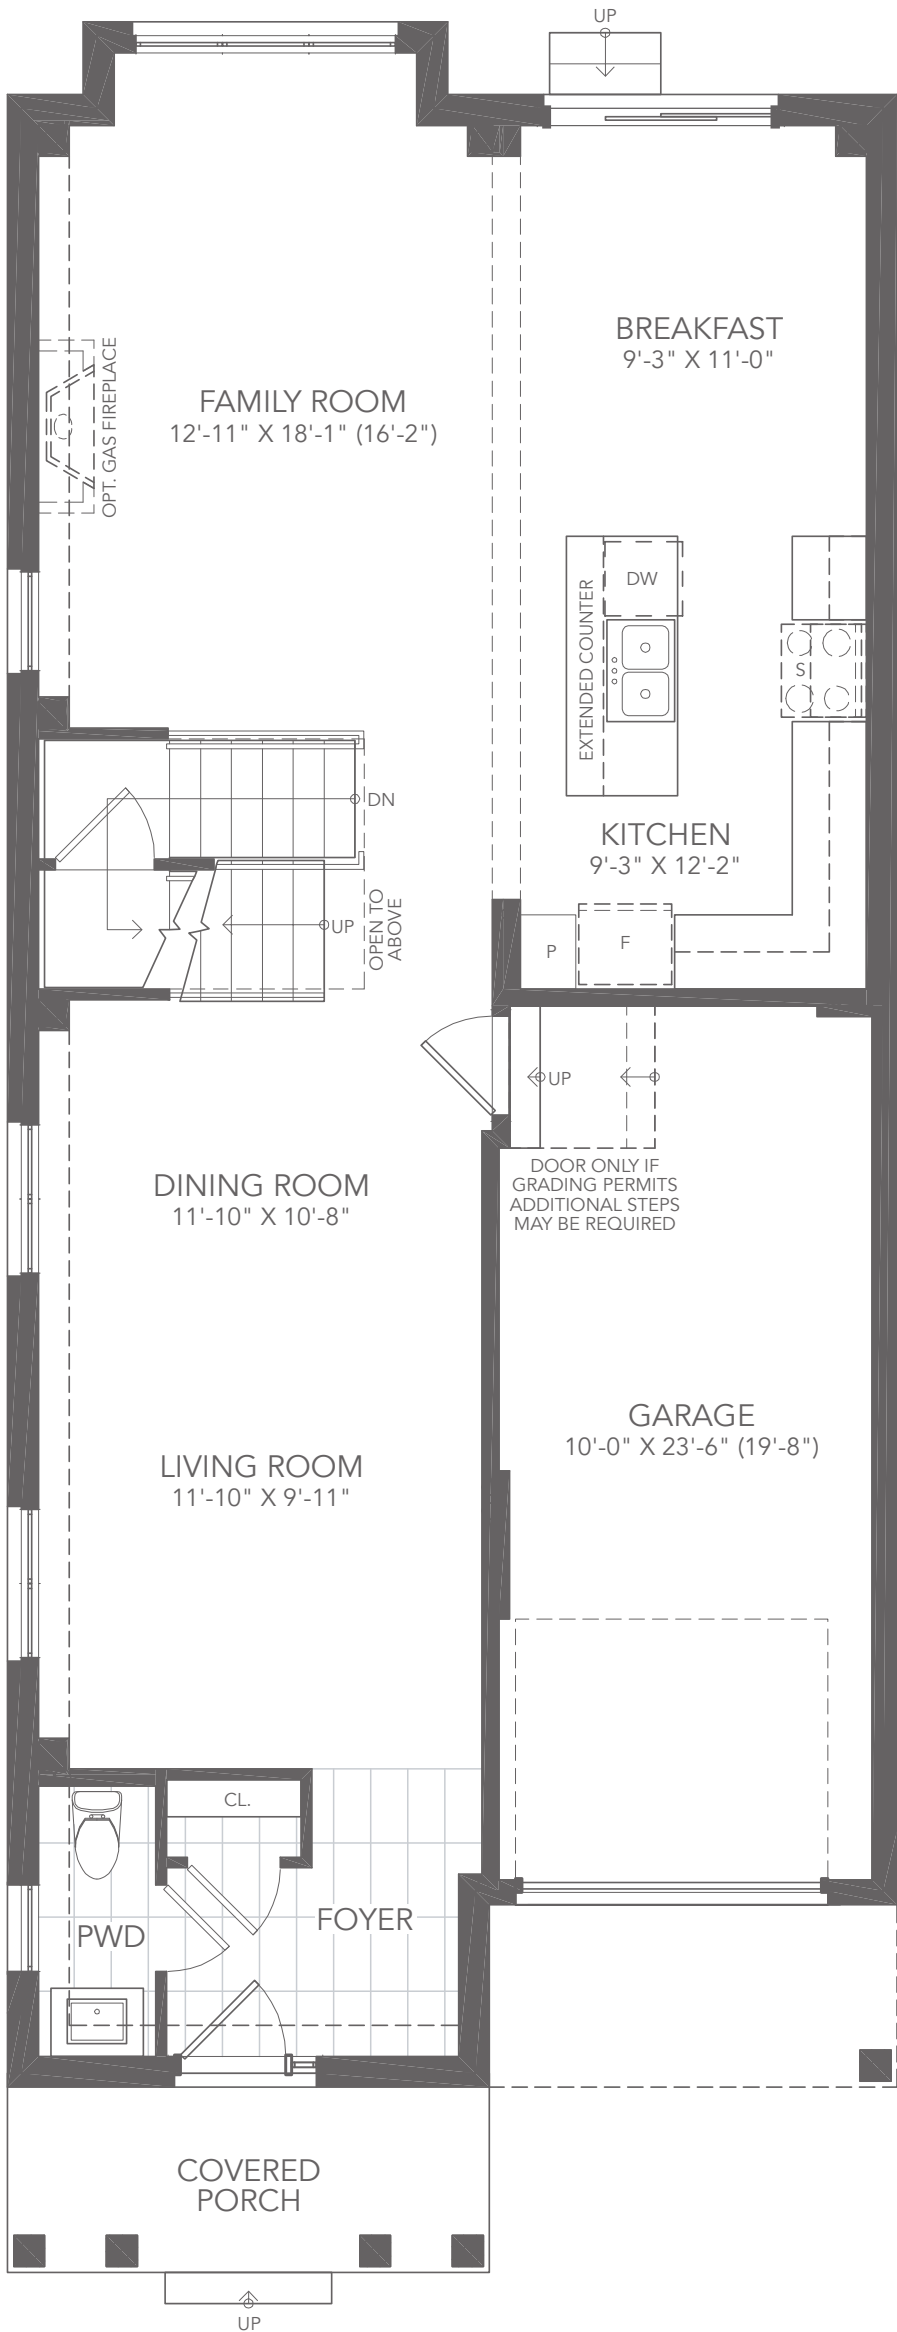 UP
BREAKFAST
9'-3" X 11'-0"
FAMILY ROOM
12'-11" X 18'-1" (16'-2")
OPT. GAS FIREPLACE
DW
EXTENDED COUNTER
S
DN
KITCHEN
9'-3" X 12'-2"
UP
OPEN TO
ABOVE
P
F
UP
DOOR ONLY IF
GRADING PERMITS
ADDITIONAL STEPS
MAY BE REQUIRED
DINING ROOM
11'-10" X 10'-8"
GARAGE
10'-0" X 23'-6" (19'-8")
LIVING ROOM
11'-10" X 9'-11"
CL.
FOYER
PWD
COVERED
PORCH
UP